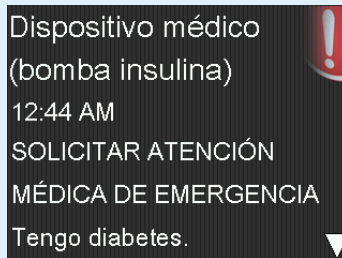 Dispositivo médico
(bomba insulina)
12:44 AM
SOLICITAR ATENCIÓN
MÉDICA DE EMERGENCIA
Tengo diabetes.